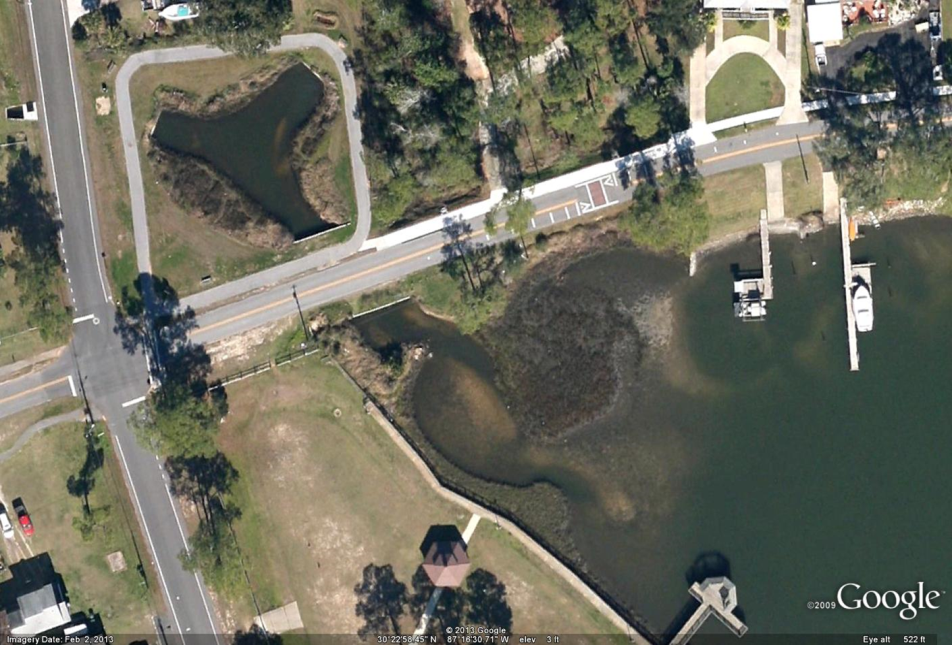 ©2009 Google
Imagery Date: Feb. 2, 2013
© 2013 Google
30°22'58.45" N 87°16'30.71" W elev 3 ft
Eye alt 522 ft